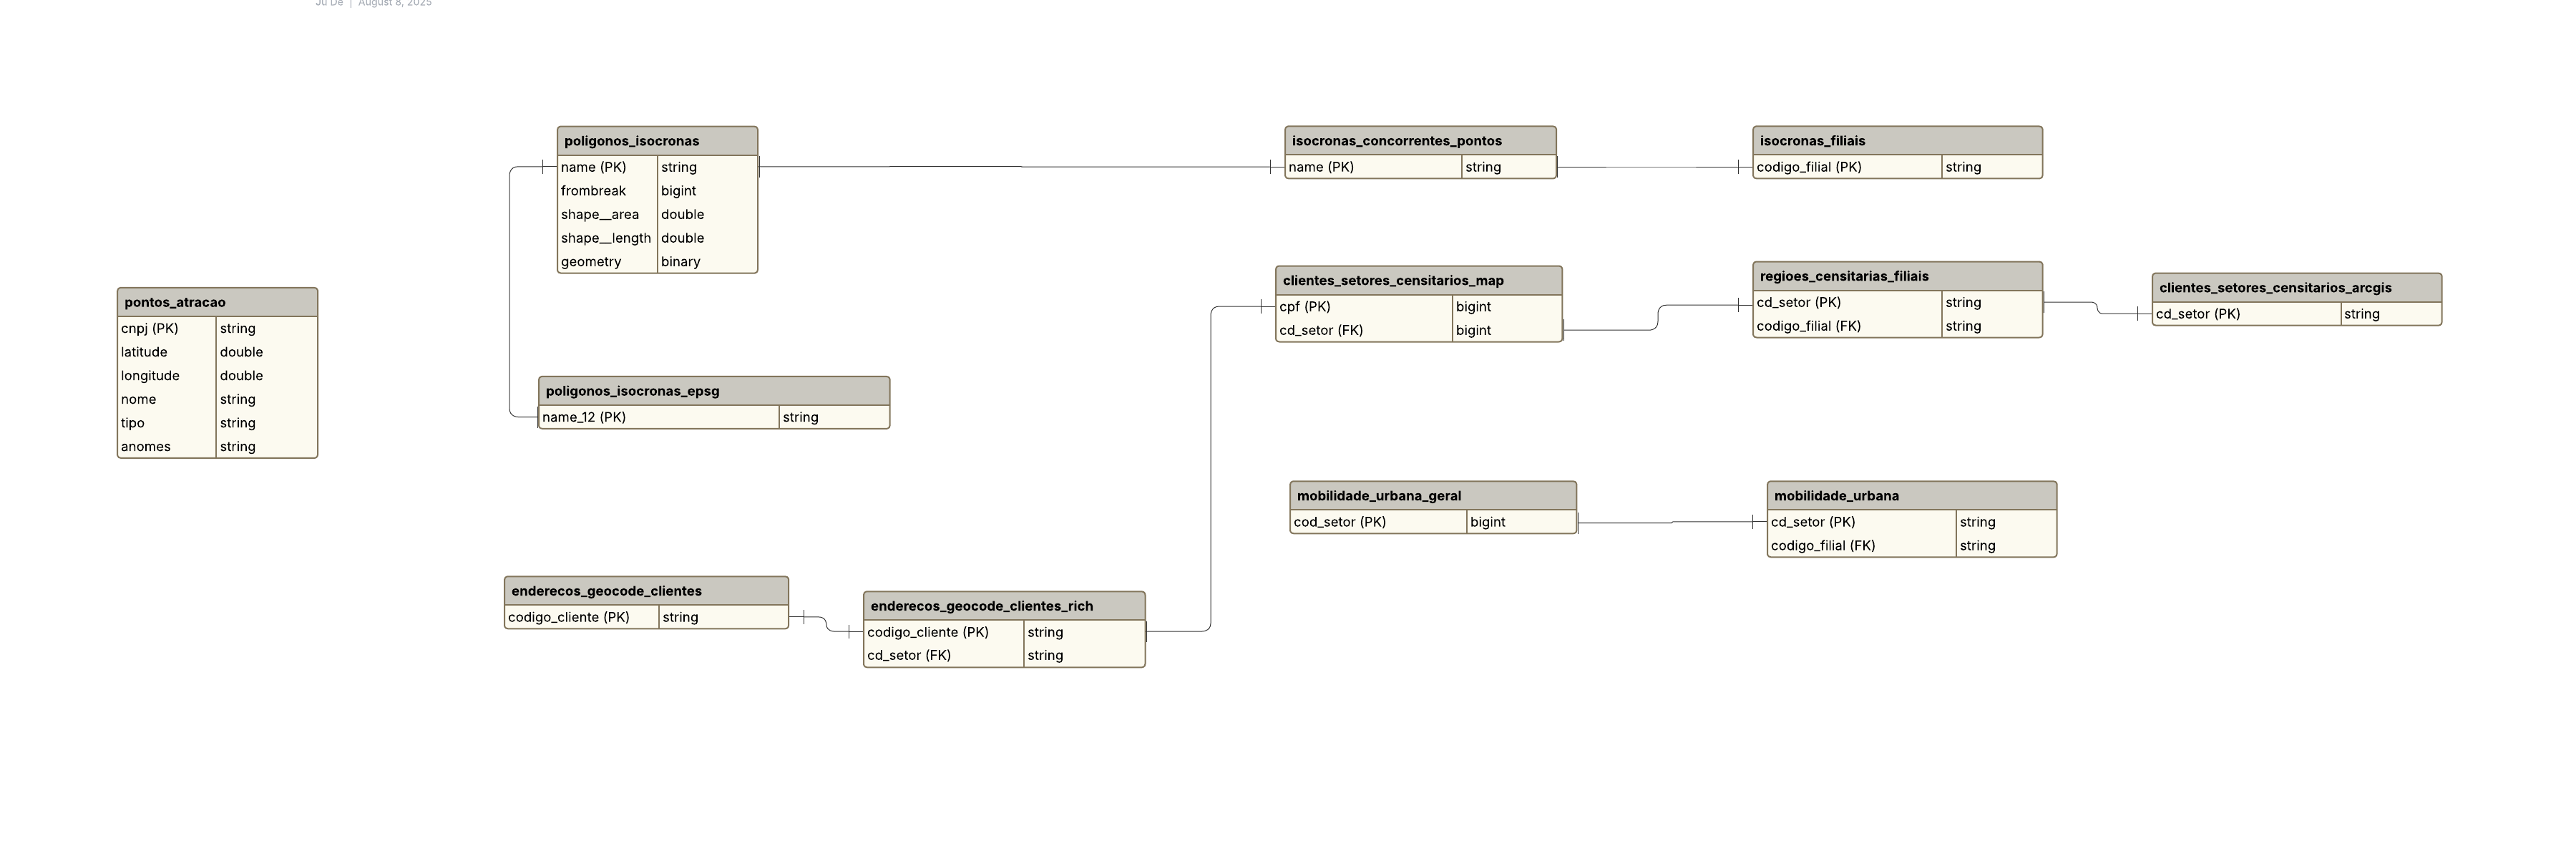 Ju De | August 8, 2025
poligonos_isocronas
name (PK) string
frombreak bigint
shape__area double
shape__length double
geometry binary
isocronas_concorrentes_pontos
name (PK) string
isocronas_filiais
codigo_filial (PK) string
pontos_atracao
cnpj (PK) string
latitude double
longitude double
nome string
tipo string
anomes string
clientes_setores_censitarios_map
cpf (PK) bigint
cd_setor (FK) bigint
regioes_censitarias_filiais
cd_setor (PK) string
codigo_filial (FK) string
clientes_setores_censitarios_arcgis
cd_setor (PK) string
poligonos_isocronas_epsg
name_12 (PK) string
mobilidade_urbana_geral
cod_setor (PK) bigint
mobilidade_urbana
cd_setor (PK) string
codigo_filial (FK) string
enderecos_geocode_clientes
codigo_cliente (PK) string
enderecos_geocode_clientes_rich
codigo_cliente (PK) string
cd_setor (FK) string